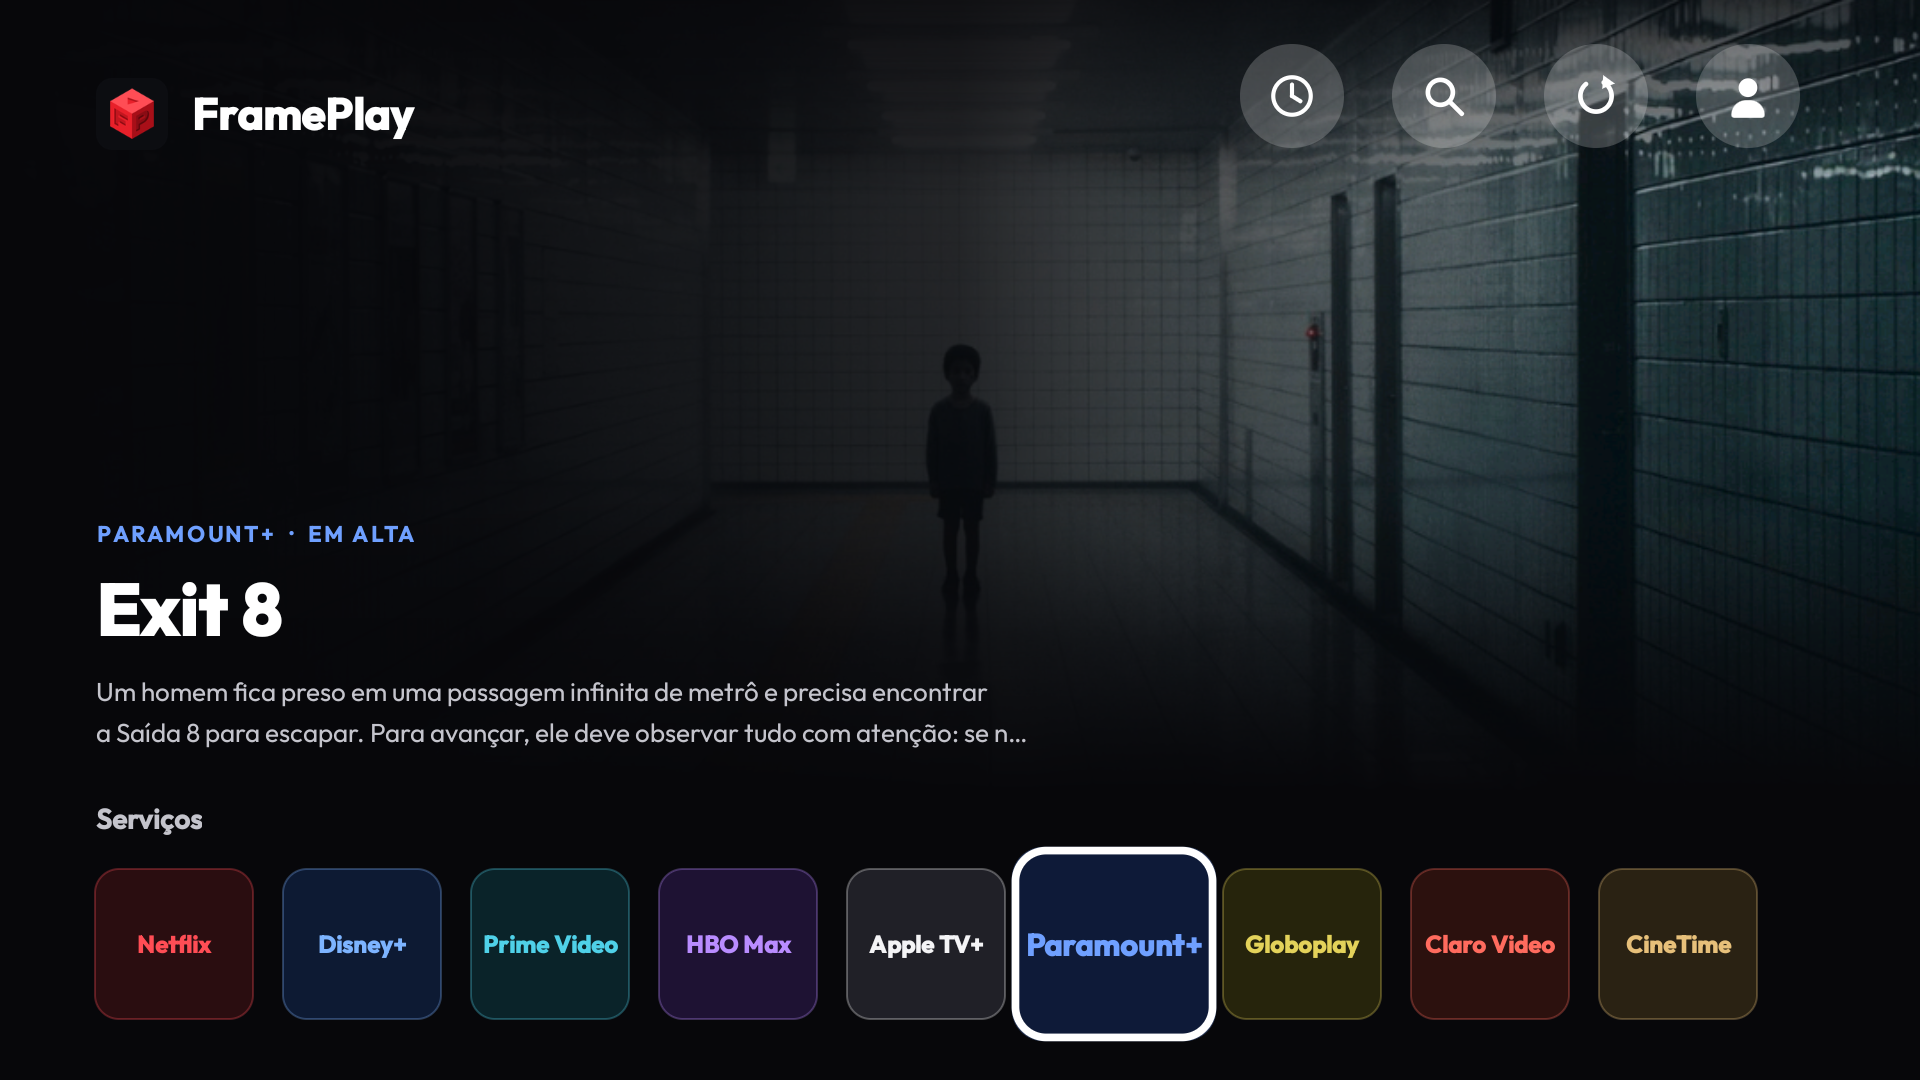 FramePlay
PARAMOUNT+ · EM ALTA
Exit 8
Um homem fica preso em uma passagem infinita de metrô e precisa encontrar
a Saída 8 para escapar. Para avançar, ele deve observar tudo com atenção: se n...
Serviços
Netflix
Disney+
Prime Video
HBO Max
Apple TV+
Paramount+
Globoplay
Claro Video
CineTime